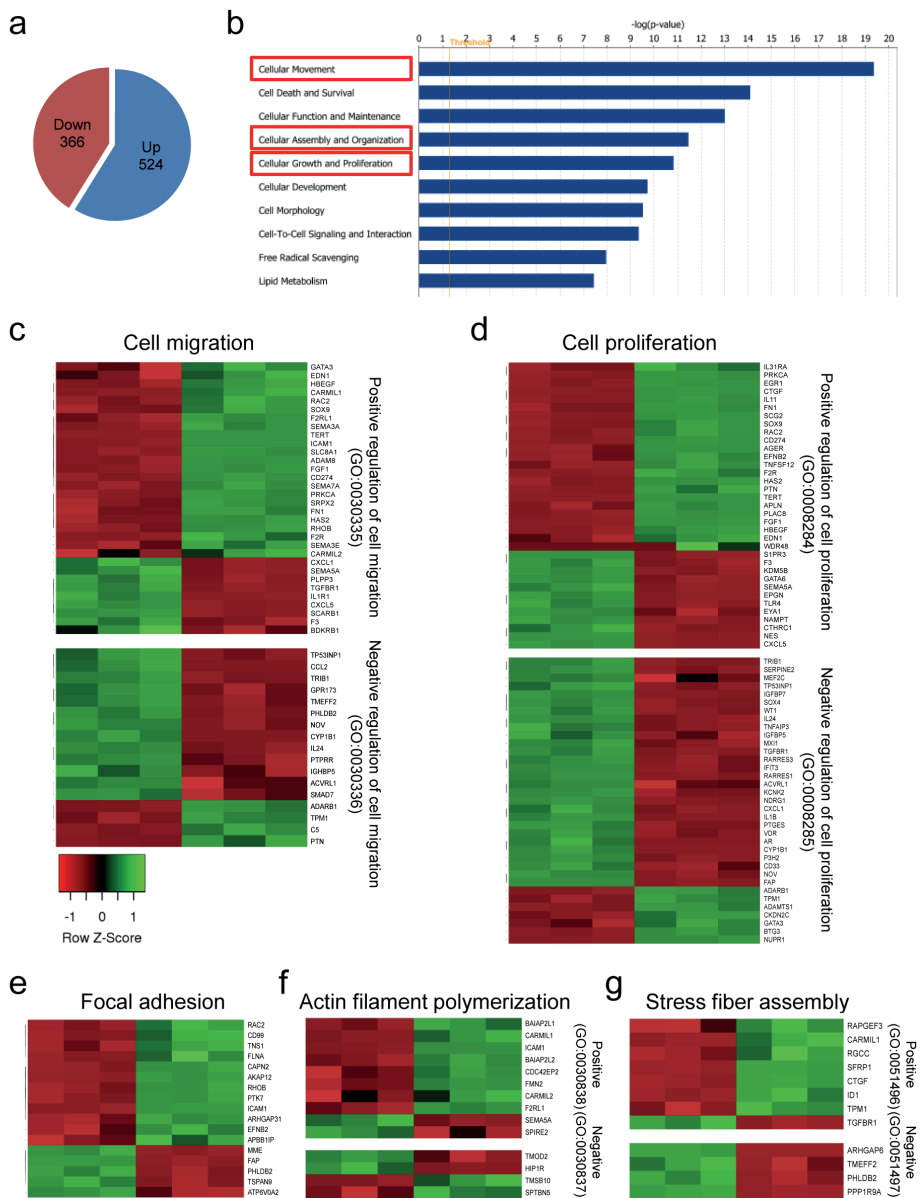 a
Down
366
Up
524
b
-log(p-value)
0 1 2 3 4 5 6 7 8 9 10 11 12 13 14 15 16 17 18 19 20
Threshold
Cellular Movement
Cell Death and Survival
Cellular Function and Maintenance
Cellular Assembly and Organization
Cellular Growth and Proliferation
Cellular Development
Cell Morphology
Cell-To-Cell Signaling and Interaction
Free Radical Scavenging
Lipid Metabolism
c
Cell migration
GATA3
EDN1
HBEGF
CARMIL1
RAC2
SOX9
F2RL1
SEMA3A
TERT
ICAM1
SLC8A1
ADAM8
FGF1
CD274
SEMA7A
PRKCA
SRPX2
FN1
HAS2
RHOB
F2R
SEMA3E
CARMIL2
CXCL1
SEMA5A
PLPP3
TGFBR1
IL1R1
CXCL5
SCARB1
F3
BDKRB1
Positive regulation of cell migration
(GO:0030335)
TP53INP1
CCL2
TRIB1
GPR173
TMEFF2
PHLDB2
NOV
CYP1B1
IL24
PTPRR
IGHBP5
ACVRL1
SMAD7
ADARB1
TPM1
C5
PTN
Negative regulation of cell migration
(GO:0030336)
-1 0 1
Row Z-Score
d
Cell proliferation
IL31RA
PRKCA
EGR1
CTGF
IL11
FN1
SCG2
SOX9
RAC2
CD274
AGER
EFNB2
TNFSF12
F2R
HAS2
PTN
TERT
APLN
PLAC8
FGF1
HBEGF
EDN1
WDR48
S1PR3
F3
KDM5B
GATA6
SEMA5A
EPGN
TLR4
EYA1
NAMPT
CTHRC1
NES
CXCL5
Positive regulation of cell proliferation
(GO:0008284)
TRIB1
SERPINE2
MEF2C
TP53INP1
IGFBP7
SOX4
WT1
IL24
TNFAIP3
IGFBP5
MXI1
TGFBR1
RARRES3
IFIT3
RARRES1
ACVRL1
KCNK2
NDRG1
CXCL1
IL1B
PTGES
VDR
AR
CYP1B1
P3H2
CD33
NOV
FAP
ADARB1
TPM1
ADAMTS1
CKDN2C
GATA3
BTG3
NUPR1
Negative regulation of cell proliferation
(GO:0008285)
e
Focal adhesion
RAC2
CD99
TNS1
FLNA
CAPN2
AKAP12
RHOB
PTK7
ICAM1
ARHGAP31
EFNB2
APBB1IP
MME
FAP
PHLDB2
TSPAN9
ATP6V0A2
f
Actin filament polymerization
BAIAP2L1
CARMIL1
ICAM1
BAIAP2L2
CDC42EP2
FMN2
CARMIL2
F2RL1
SEMA5A
SPIRE2
Positive
(GO:0030838)
TMOD2
HIP1R
TMSB10
SPTBN5
Negative
(GO:0030837)
g
Stress fiber assembly
RAPGEF3
CARMIL1
RGCC
SFRP1
CTGF
ID1
TPM1
TGFBR1
Positive
(GO:0051496)
ARHGAP6
TMEFF2
PHLDB2
PPP1R9A
Negative
(GO:0051497)